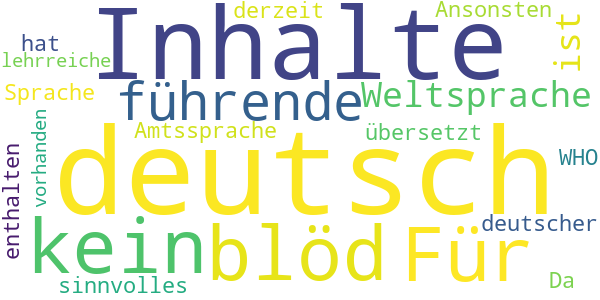 derzeit Ansonsten
Inhalte
hat
ist
lehrreiche
Sprache führende Weltsprache
Amtssprache übersetzt
vorhanden
deutsch
WHO
enthalten
kein blöd Für
deutscher
sinnvolles
Da